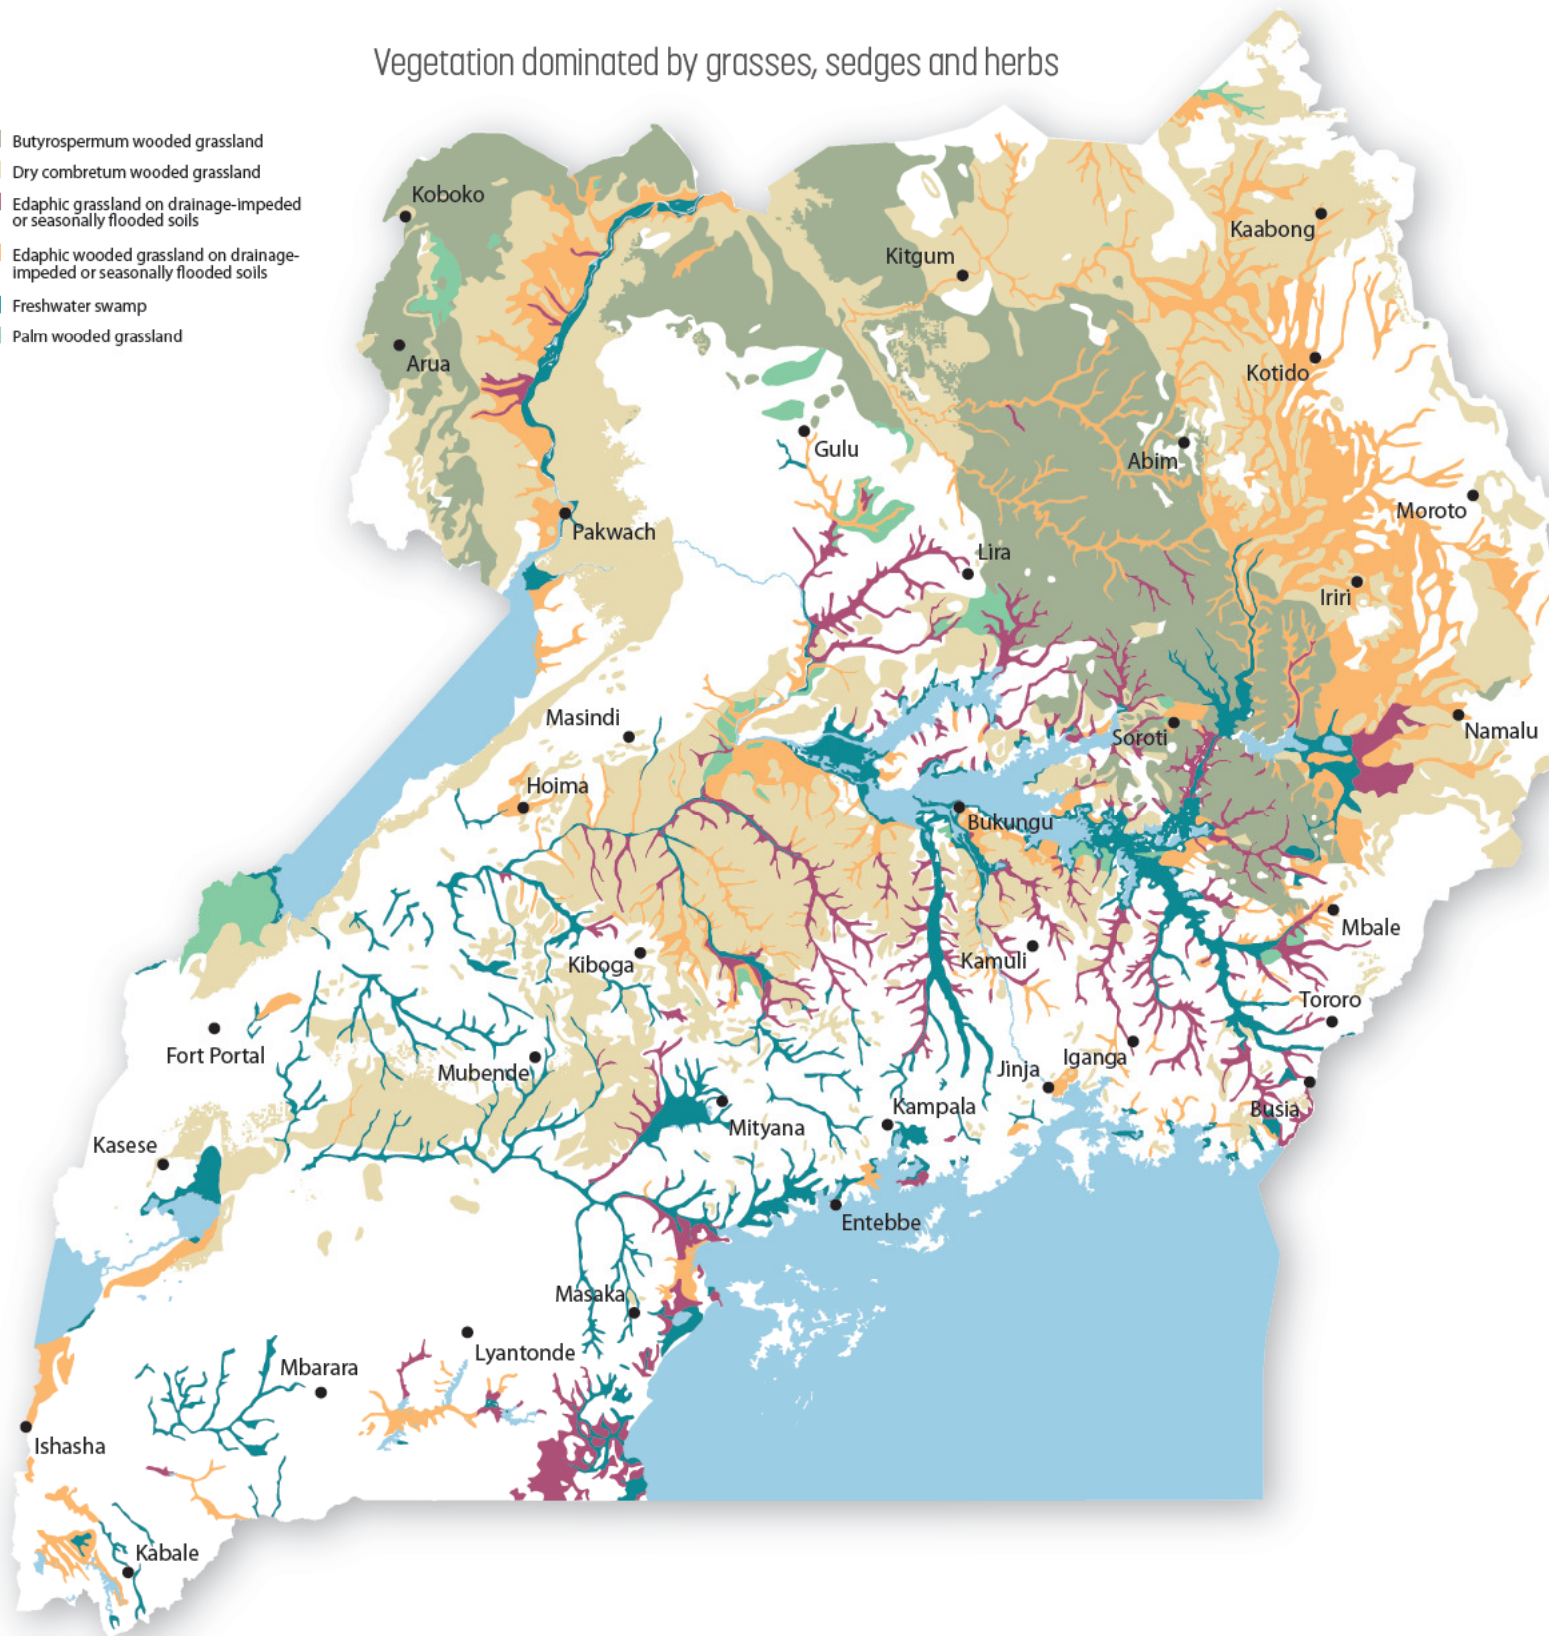 Vegetation dominated by grasses, sedges and herbs
Butyrospermum wooded grassland
Dry combretum wooded grassland
Edaphic grassland on drainage-impeded
or seasonally flooded soils
Edaphic wooded grassland on drainage-
impeded or seasonally flooded soils
Freshwater swamp
Palm wooded grassland
Koboko
Kaabong
Kitgum
Arua
Kotido
Gulu
Abim
Moroto
Pakwach
Lira
Iriri
Masindi
Soroti
Namalu
Hoima
Bukungu
Mbale
Kiboga
Kamuli
Tororo
Fort Portal
Mubende
Jinja
Iganga
Kampala
Busia
Mityana
Kasese
Entebbe
Masaka
Lyantonde
Mbarara
Ishasha
Kabale